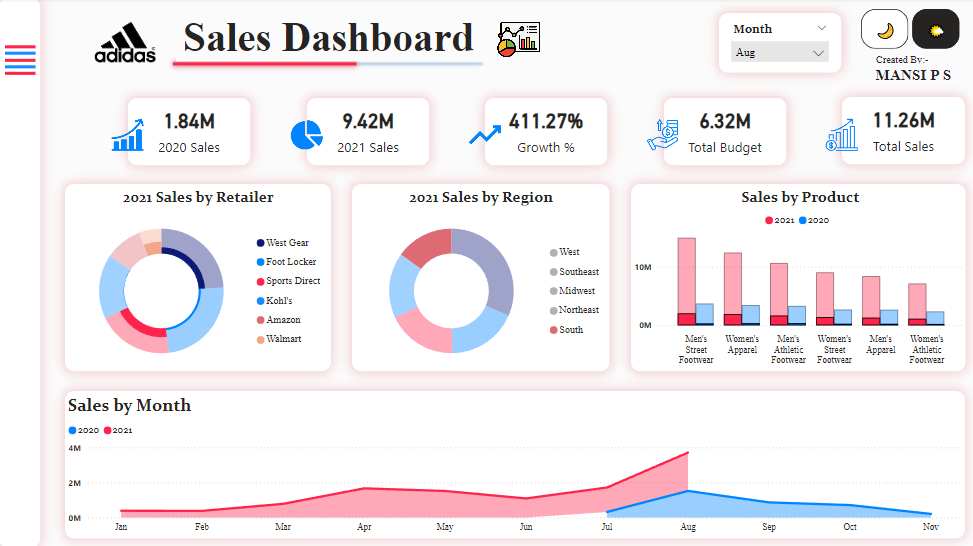 adidas
Sales Dashboard
Month
Aug
Created By:-
MANSI P S
1.84M
2020 Sales
9.42M
2021 Sales
411.27%
Growth %
6.32M
Total Budget
11.26M
Total Sales
2021 Sales by Retailer
West Gear
Foot Locker
Sports Direct
Kohl's
Amazon
Walmart
2021 Sales by Region
West
Southeast
Midwest
Northeast
South
Sales by Product
2021 2020
10M
0M
Men's
Street
Footwear
Women's
Apparel
Men's
Athletic
Footwear
Women's
Street
Footwear
Men's
Apparel
Women's
Athletic
Footwear
Sales by Month
2020 2021
4M
2M
0M
Jan Feb Mar Apr May Jun Jul Aug Sep Oct Nov